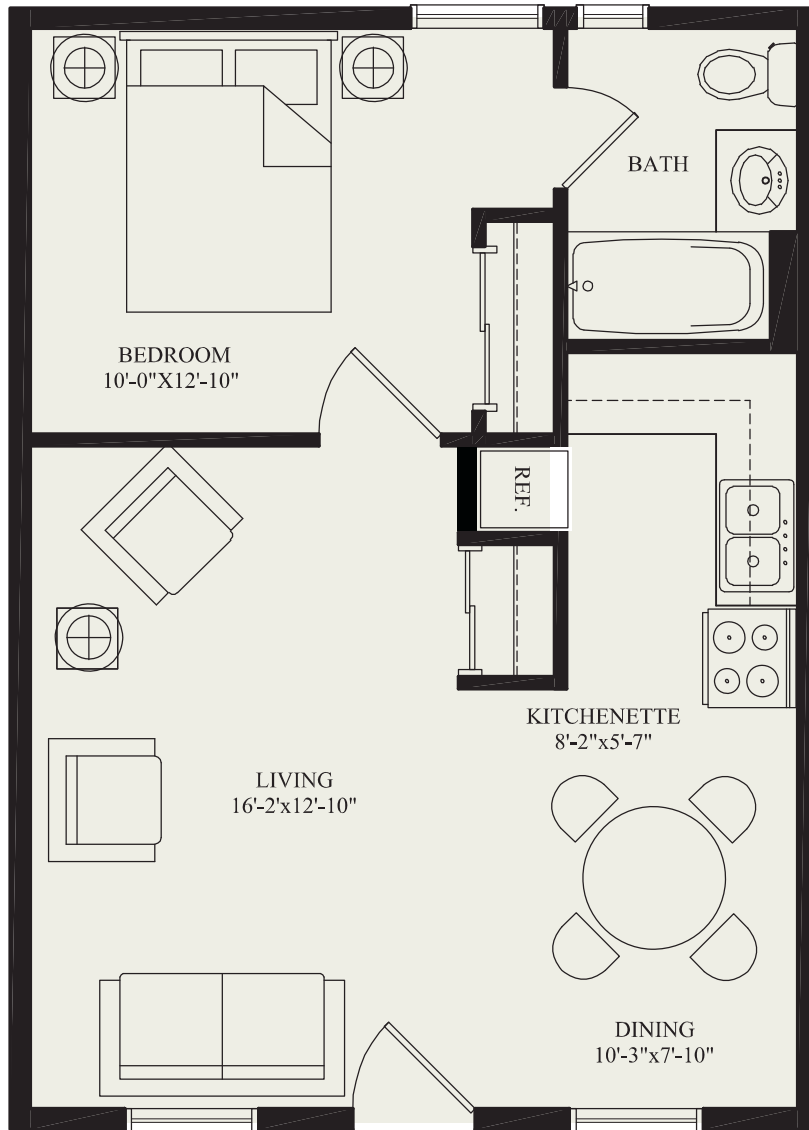 BATH
BEDROOM
10'-0"X12'-10"
REF.
KITCHENETTE
8'-2"x5'-7"
LIVING
16'-2'x12'-10"
DINING
10'-3"x7'-10"